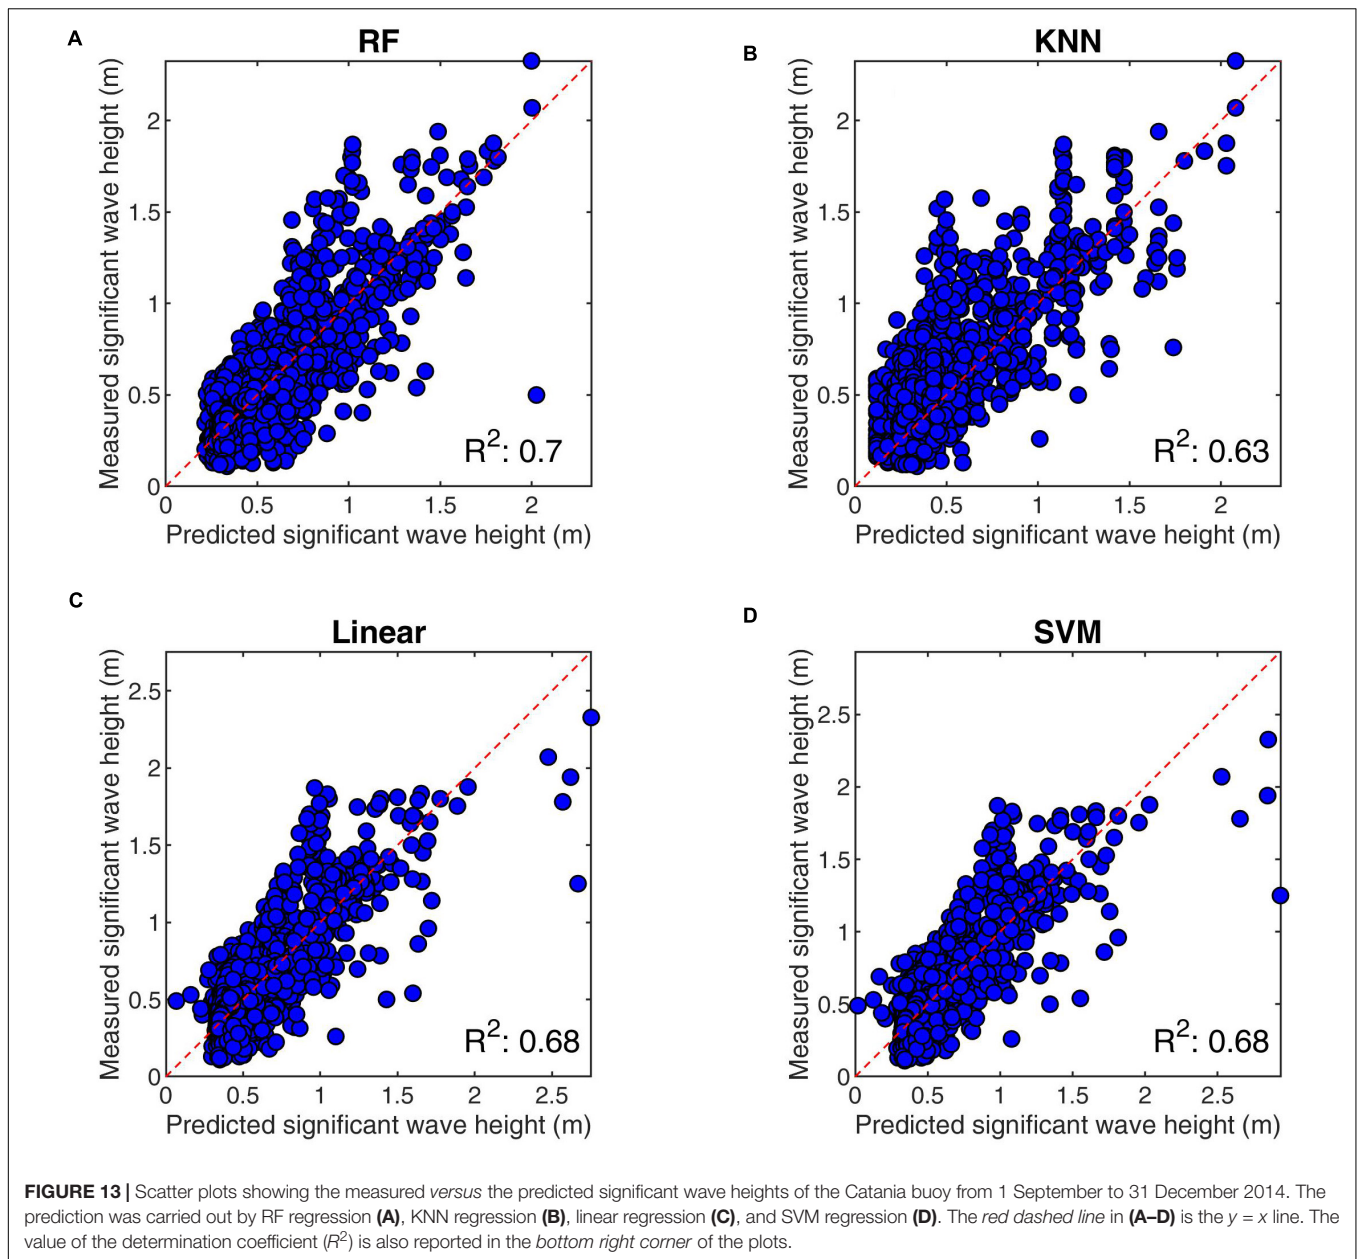 A
RF
Measured significant wave height (m)
2
1.5
1
0.5
0
R²: 0.7
0 0.5 1 1.5 2
Predicted significant wave height (m)
B
KNN
Measured significant wave height (m)
2
1.5
1
0.5
0
R²: 0.63
0 0.5 1 1.5 2
Predicted significant wave height (m)
C
Linear
Measured significant wave height (m)
2.5
2
1.5
1
0.5
0
R²: 0.68
0 0.5 1 1.5 2 2.5
Predicted significant wave height (m)
D
SVM
Measured significant wave height (m)
2.5
2
1.5
1
0.5
0
R²: 0.68
0 0.5 1 1.5 2 2.5
Predicted significant wave height (m)
FIGURE 13 | Scatter plots showing the measured versus the predicted significant wave heights of the Catania buoy from 1 September to 31 December 2014. The
prediction was carried out by RF regression (A), KNN regression (B), linear regression (C), and SVM regression (D). The red dashed line in (A–D) is the y = x line. The
value of the determination coefficient (R²) is also reported in the bottom right corner of the plots.